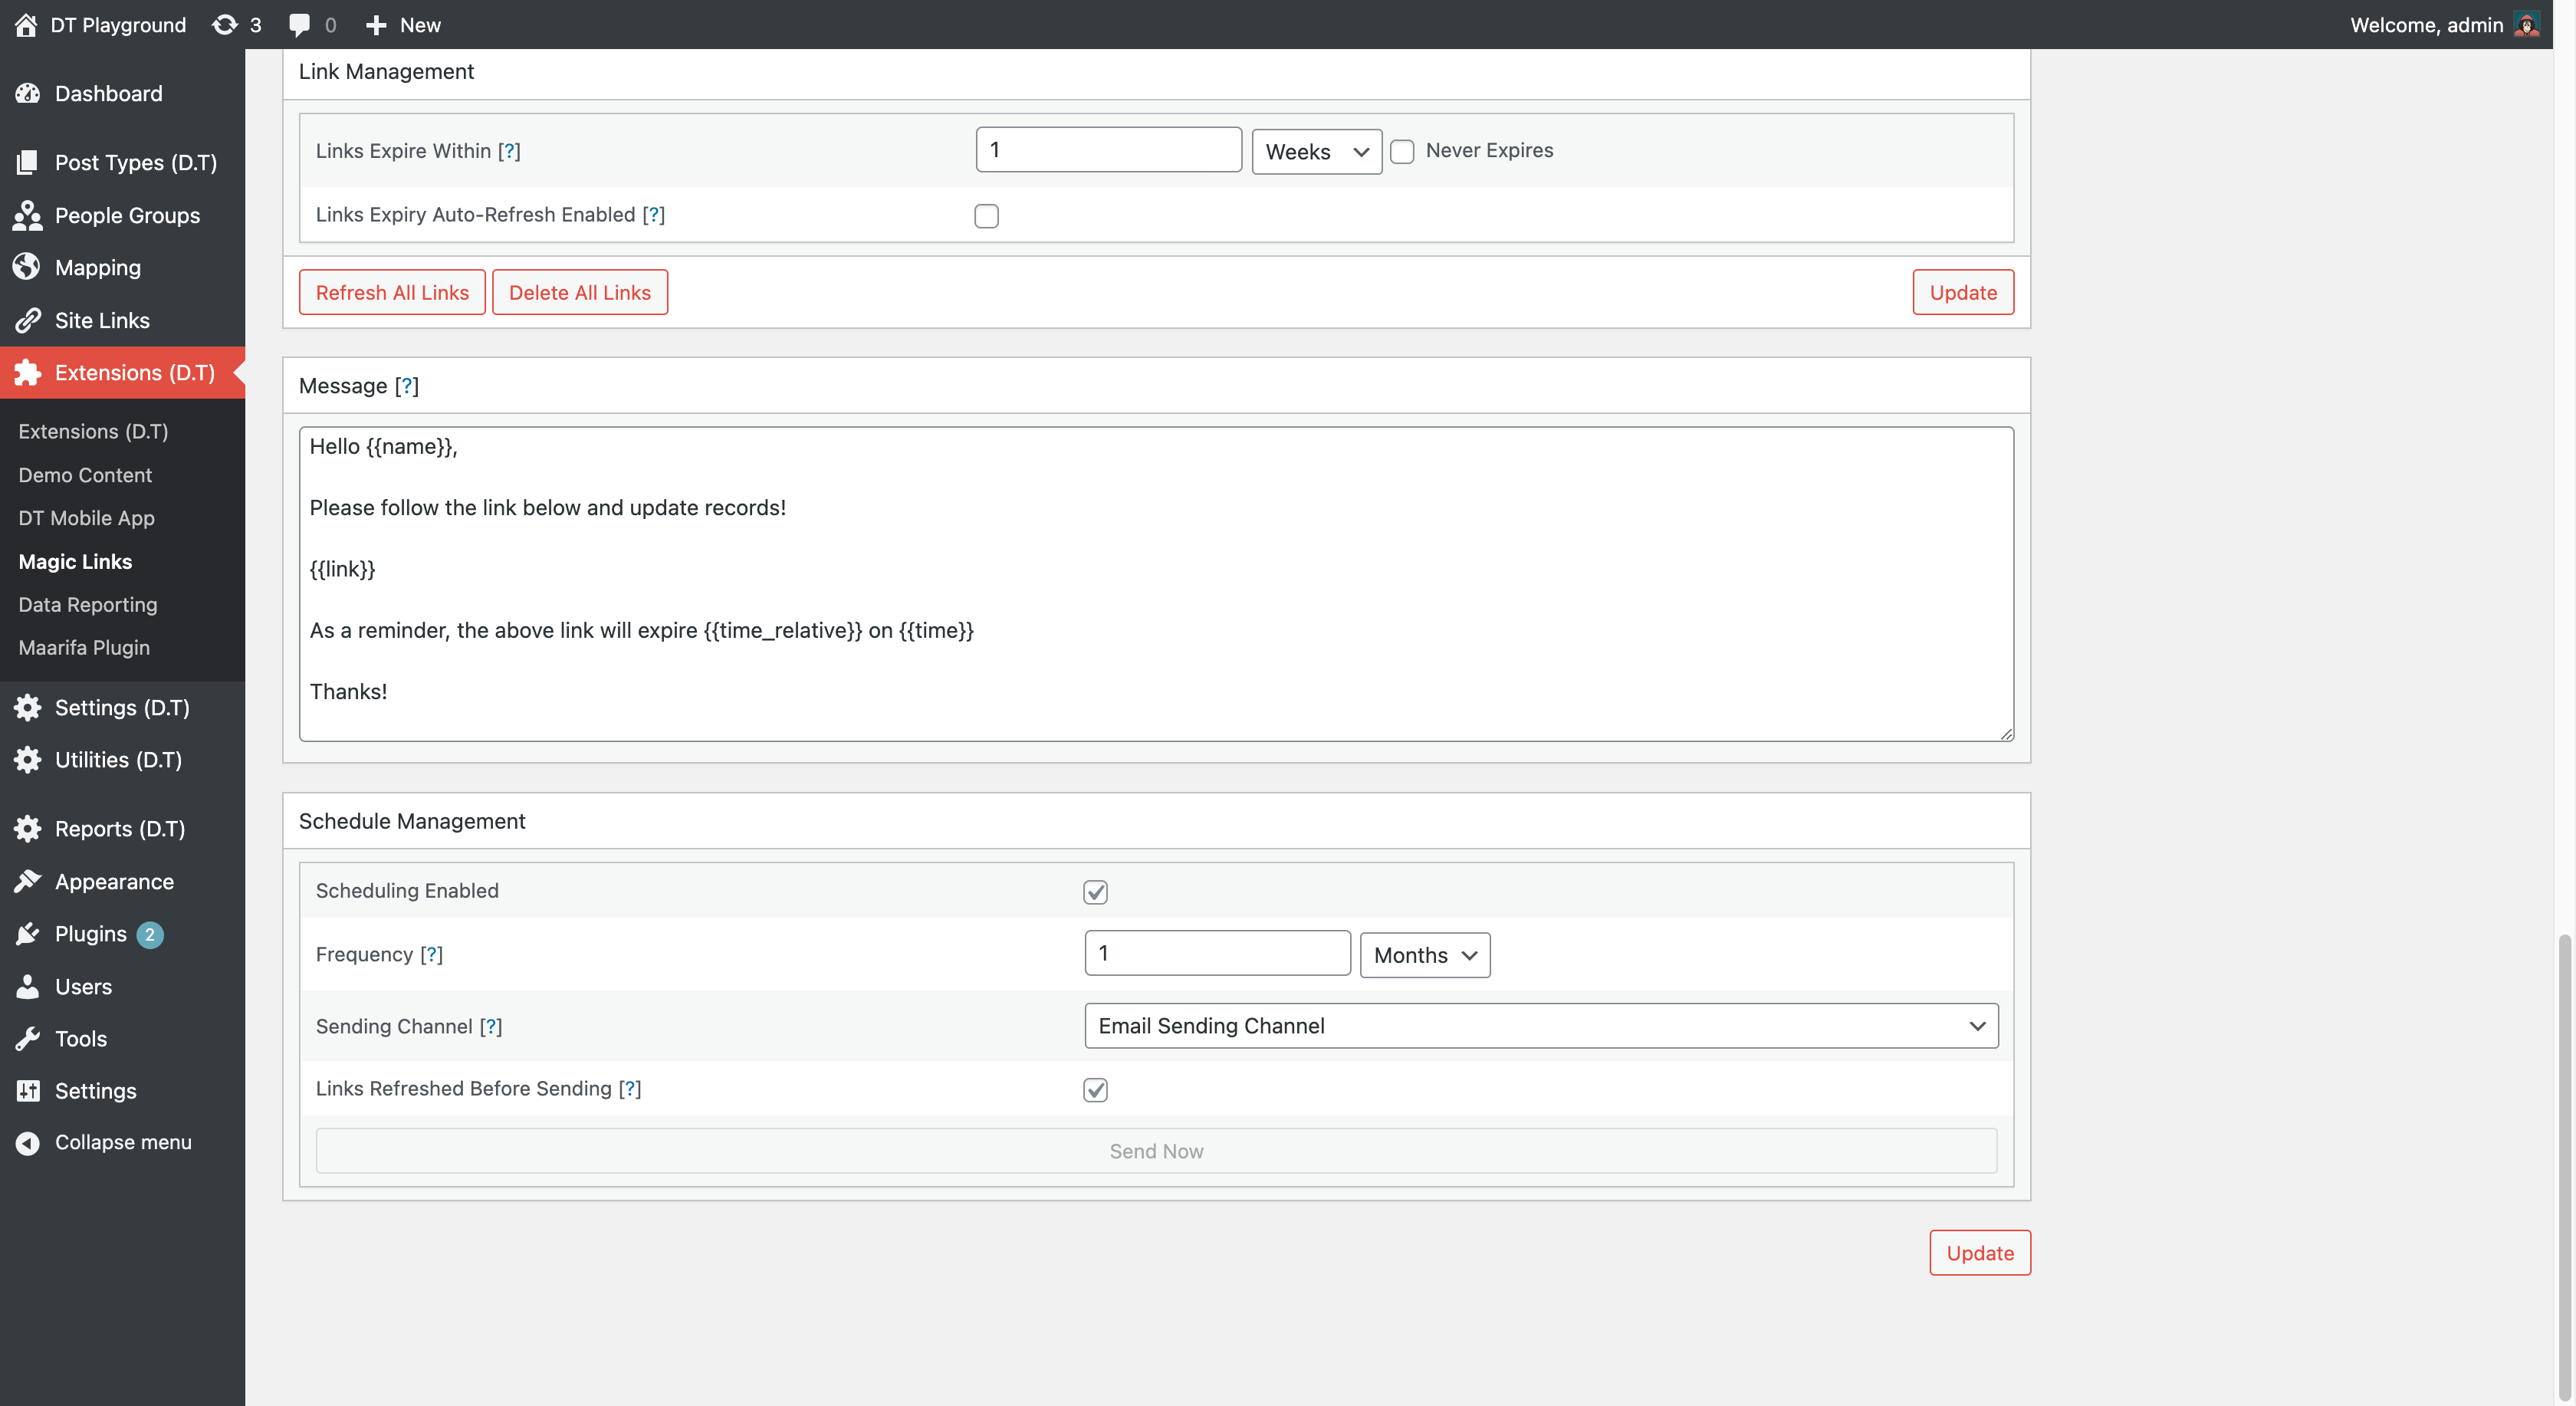 DT Playground 3 0 New Welcome, admin
Dashboard
Post Types (D.T)
People Groups
Mapping
Site Links
Extensions (D.T)
Extensions (D.T)
Demo Content
DT Mobile App
Magic Links
Data Reporting
Maarifa Plugin
Settings (D.T)
Utilities (D.T)
Reports (D.T)
Appearance
Plugins 2
Users
Tools
Settings
Collapse menu
Link Management
Links Expire Within [?] 1 Weeks Never Expires
Links Expiry Auto-Refresh Enabled [?]
Refresh All Links Delete All Links Update
Message [?]
Hello {{name}},
Please follow the link below and update records!
{{link}}
As a reminder, the above link will expire {{time_relative}} on {{time}}
Thanks!
Schedule Management
Scheduling Enabled
Frequency [?] 1 Months
Sending Channel [?] Email Sending Channel
Links Refreshed Before Sending [?]
Send Now
Update